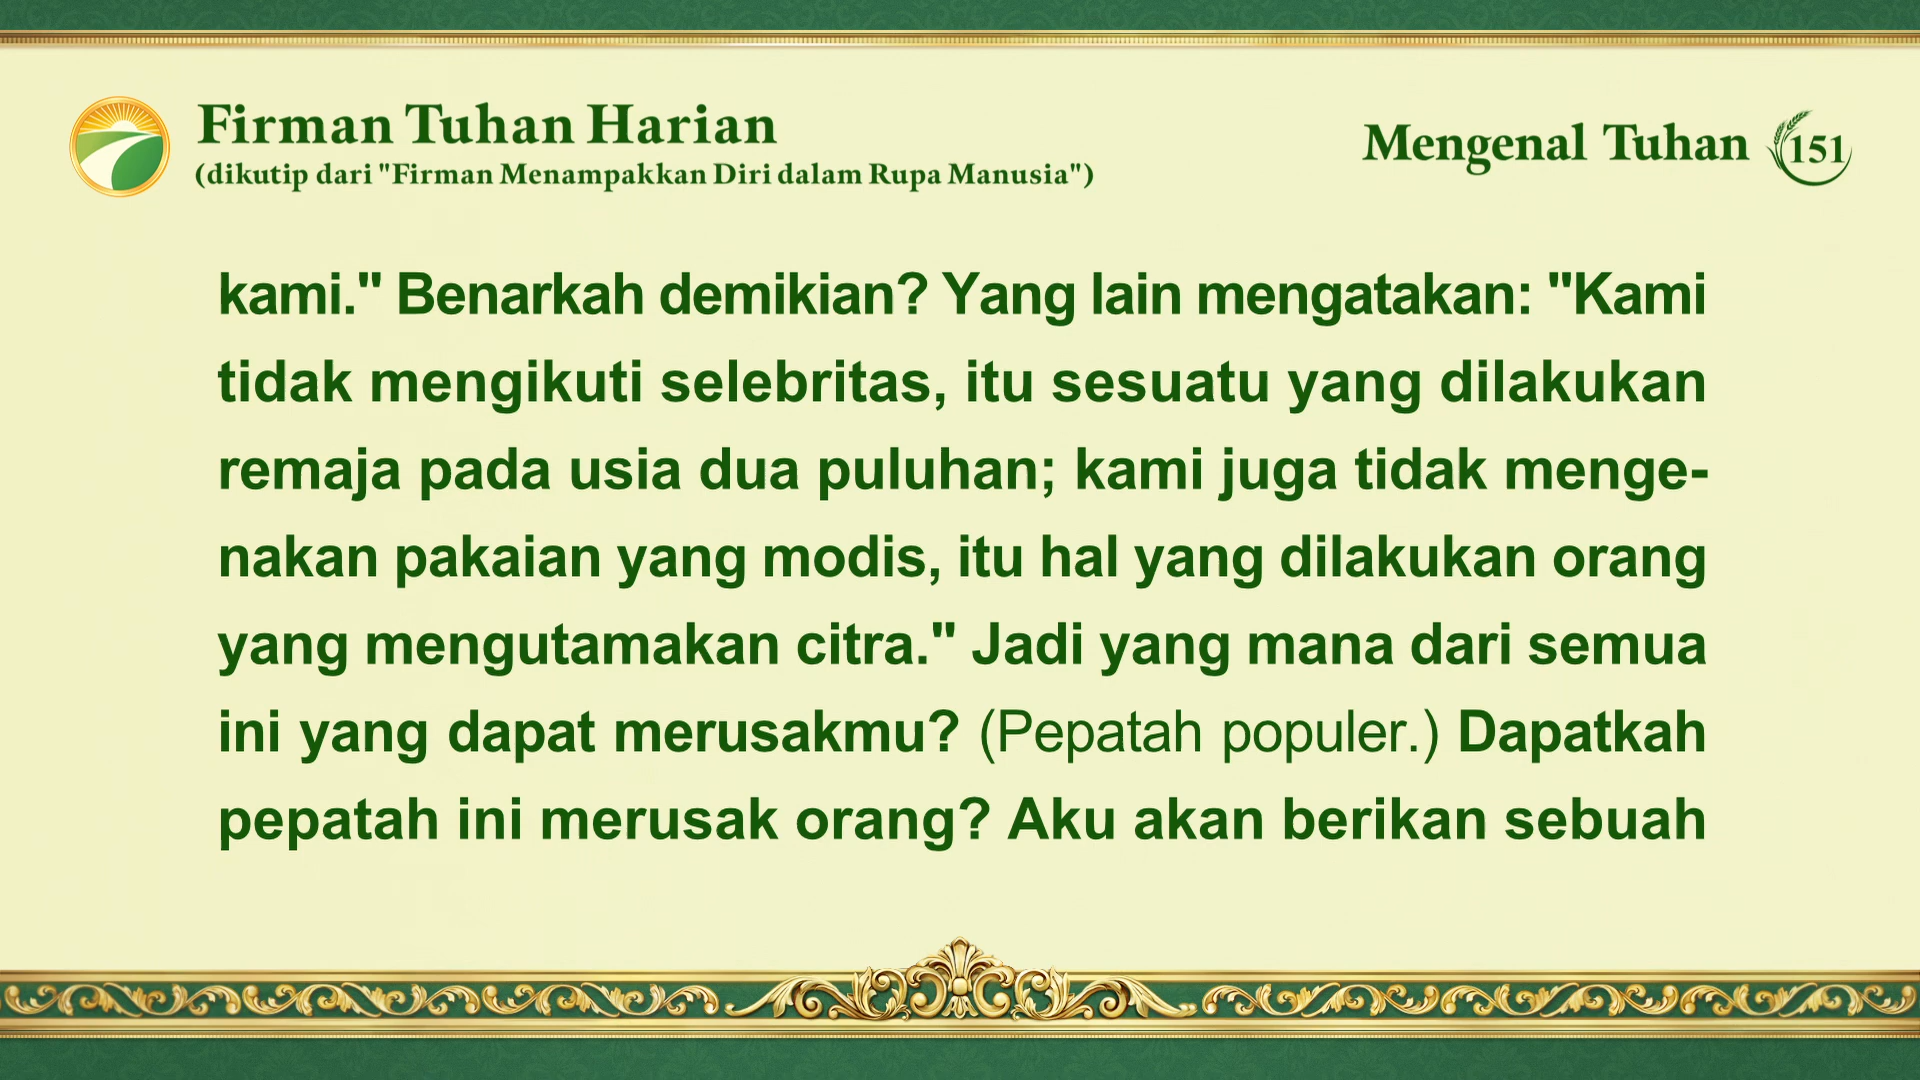 Firman Tuhan Harian
(dikutip dari "Firman Menampakkan Diri dalam Rupa Manusia")
Mengenal Tuhan 151
kami." Benarkah demikian? Yang lain mengatakan: "Kami
tidak mengikuti selebritas, itu sesuatu yang dilakukan
remaja pada usia dua puluhan; kami juga tidak menge-
nakan pakaian yang modis, itu hal yang dilakukan orang
yang mengutamakan citra." Jadi yang mana dari semua
ini yang dapat merusakmu? (Pepatah populer.) Dapatkah
pepatah ini merusak orang? Aku akan berikan sebuah